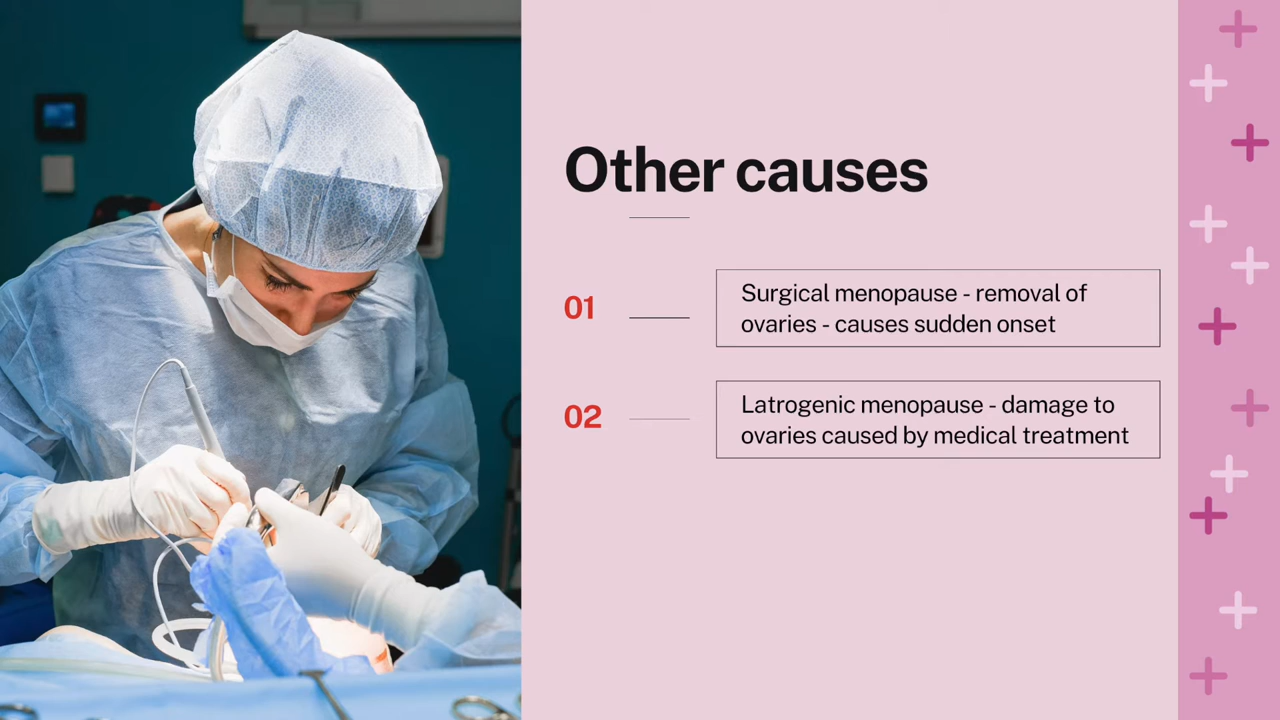 Other causes
01
Surgical menopause - removal of
ovaries - causes sudden onset
02
Latrogenic menopause - damage to
ovaries caused by medical treatment